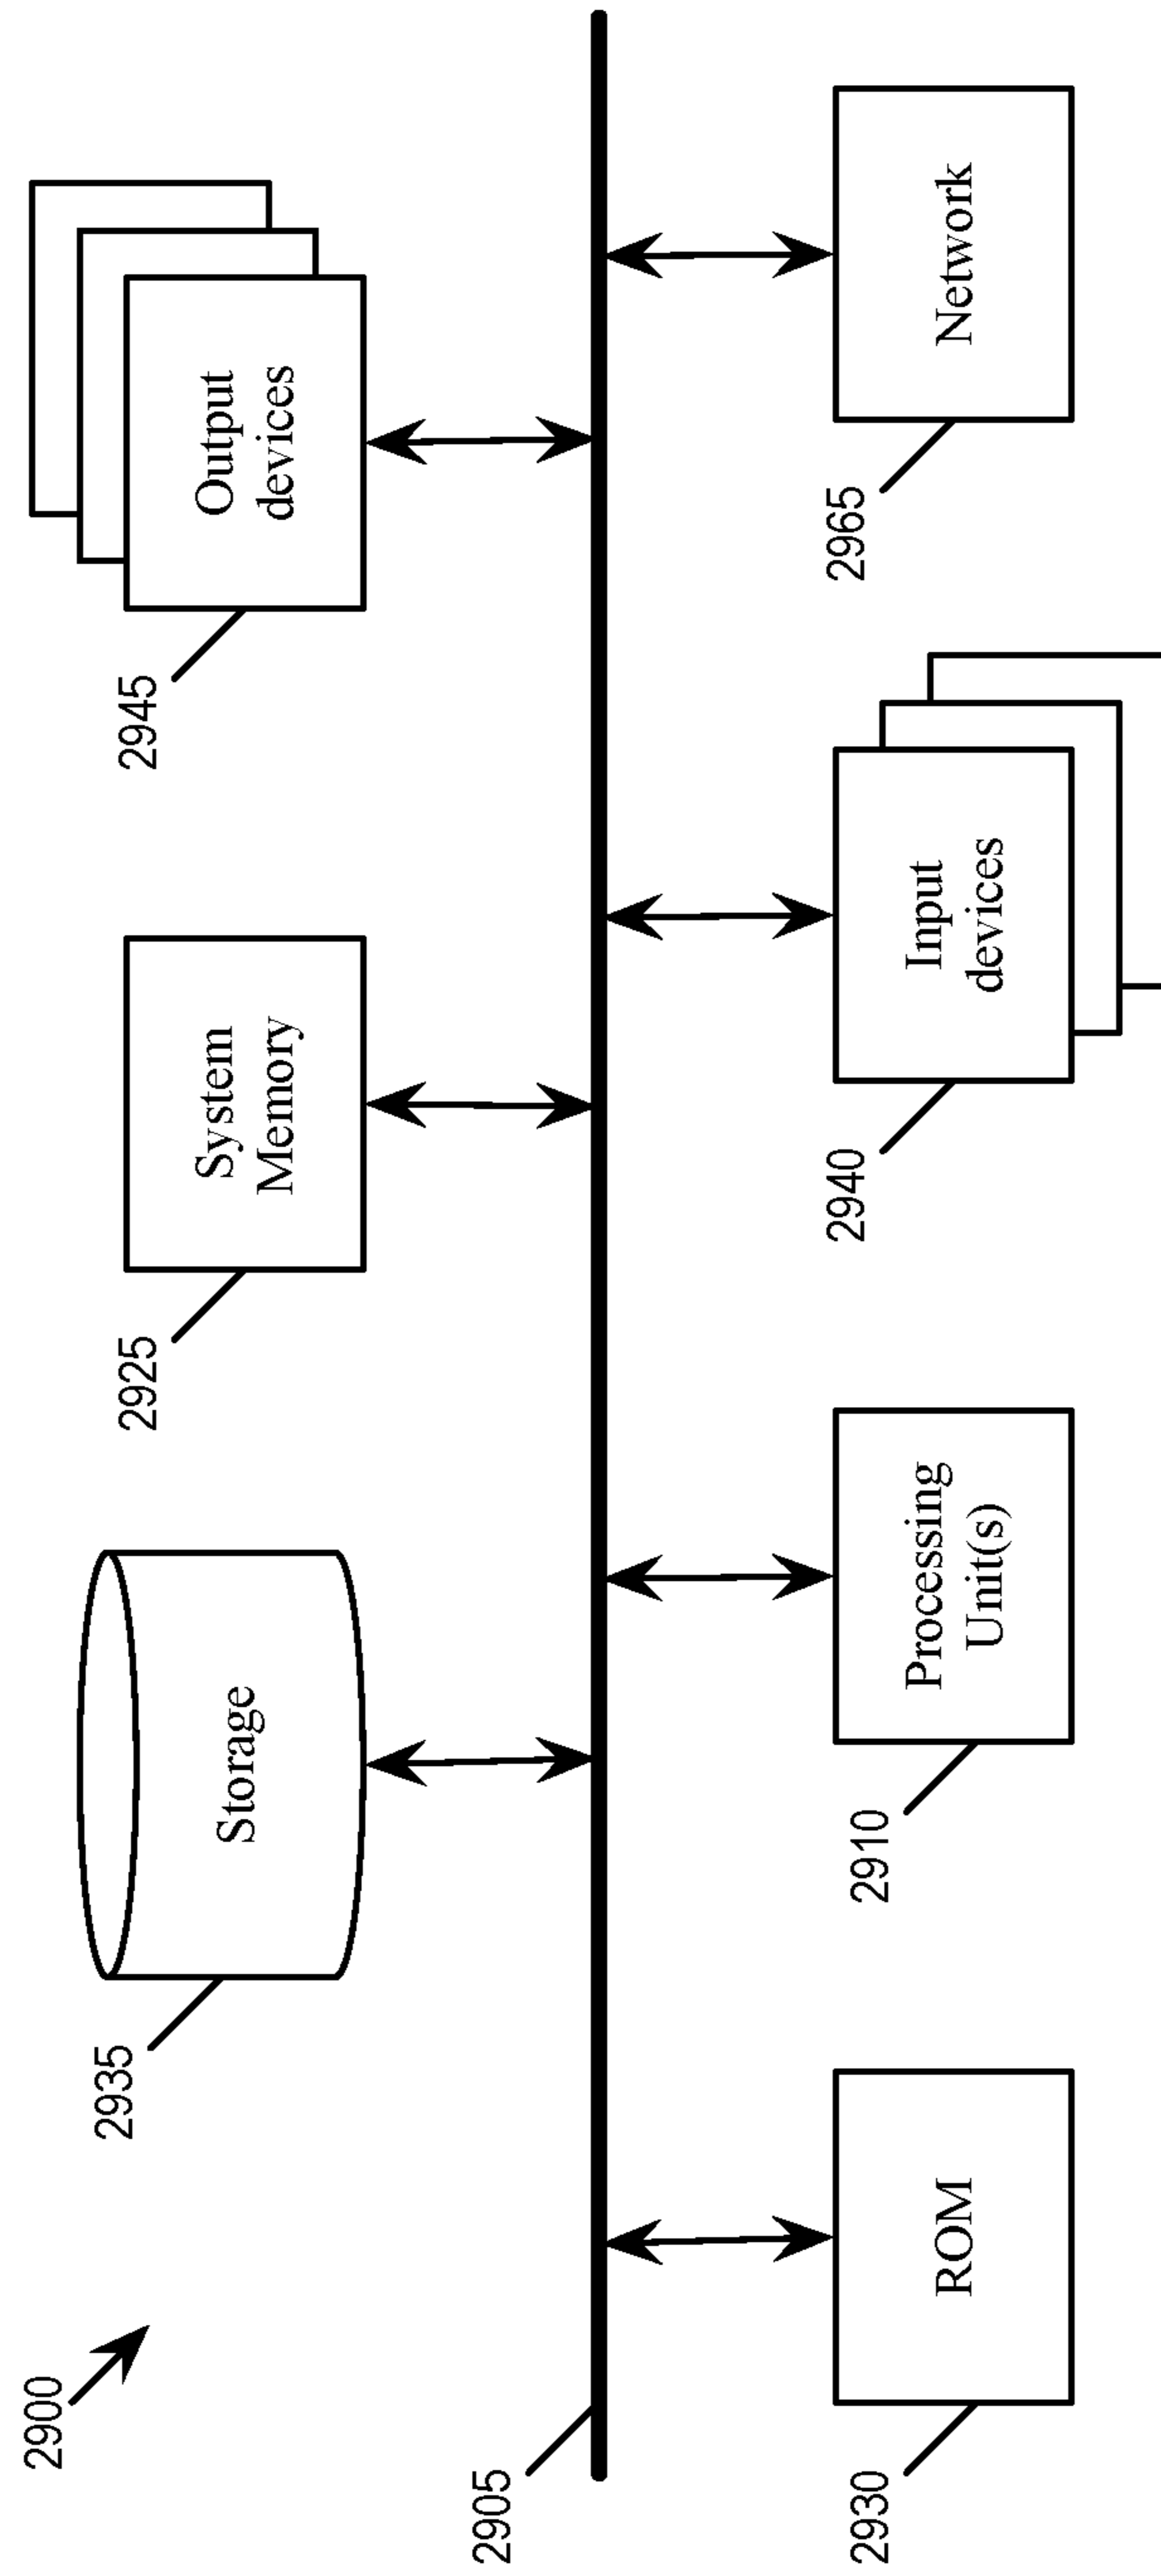 2900
2935
Storage
2925
System
Memory
2945
Output
devices
2905
2930
ROM
2910
Processing
Unit(s)
2940
Input
devices
2965
Network